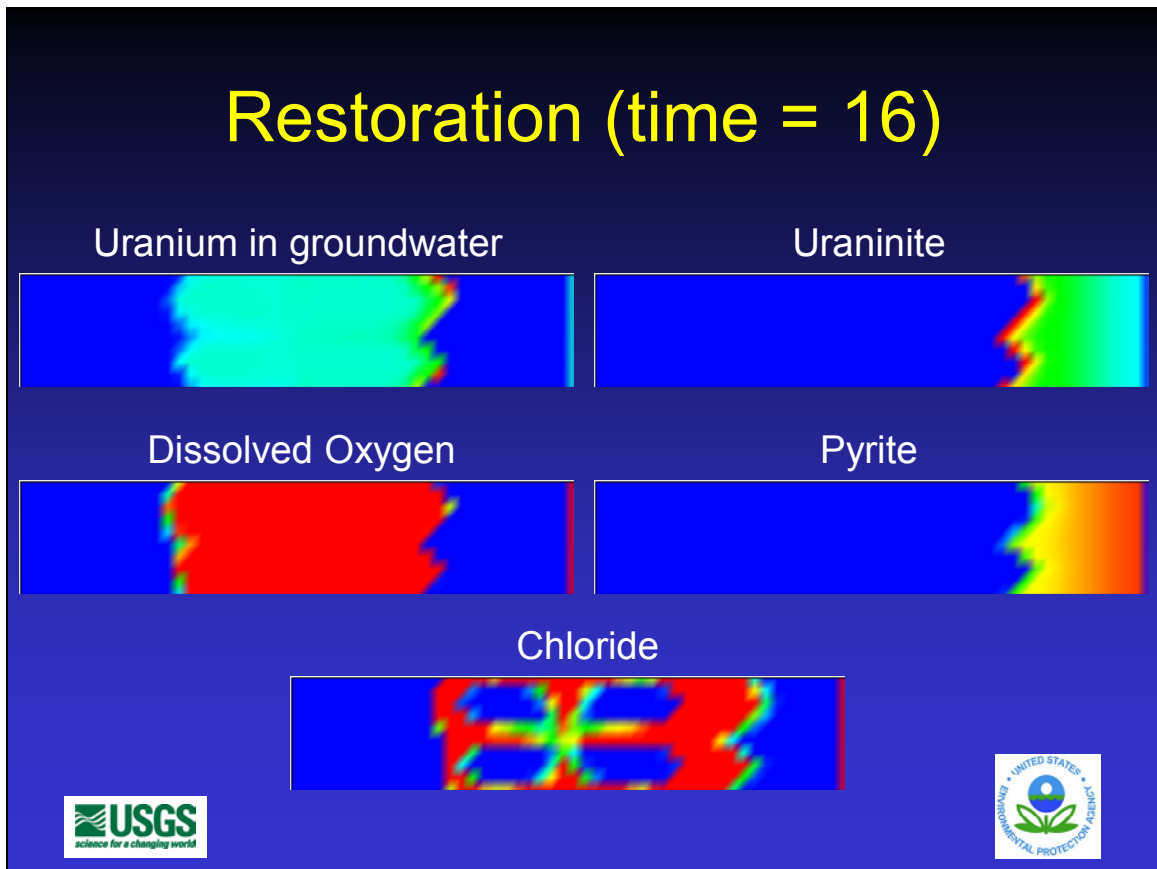 Restoration (time = 16)
Uranium in groundwater
Uraninite
Dissolved Oxygen
Pyrite
Chloride
USGS
science for a changing world
UNITED STATES
ENVIRONMENTAL PROTECTION AGENCY